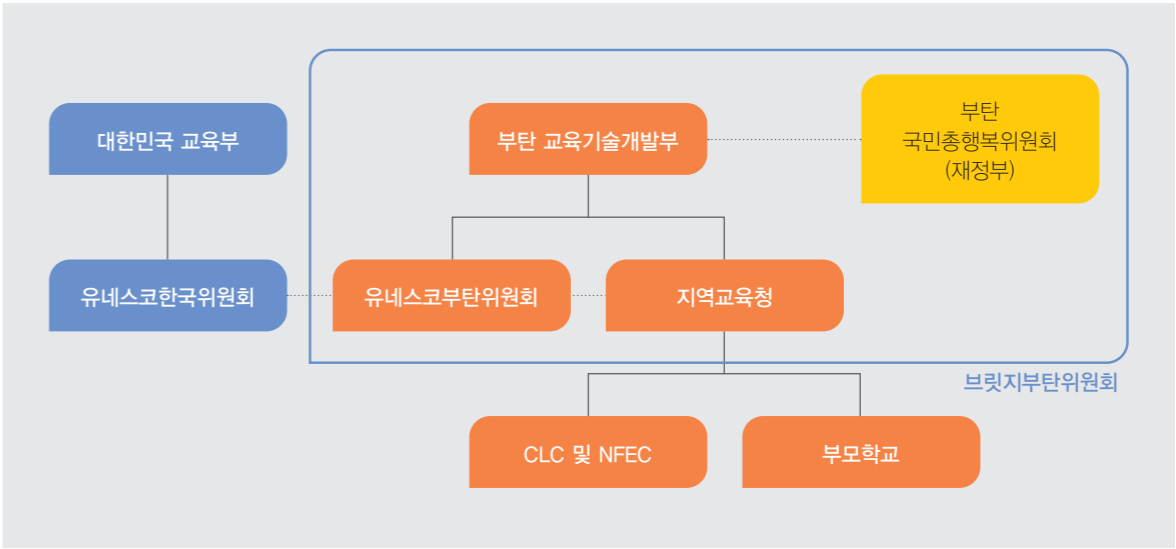 대한민국 교육부
부탄 교육기술개발부
부탄
국민총행복위원회
(재정부)
유네스코한국위원회
유네스코부탄위원회
지역교육청
브릿지부탄위원회
CLC 및 NFEC
부모학교